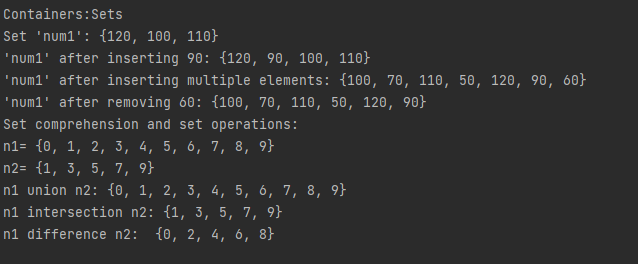 Containers:Sets
Set 'num1': {120, 100, 110}
'num1' after inserting 90: {120, 90, 100, 110}
'num1' after inserting multiple elements: {100, 70, 110, 50, 120, 90, 60}
'num1' after removing 60: {100, 70, 110, 50, 120, 90}
Set comprehension and set operations:
n1= {0, 1, 2, 3, 4, 5, 6, 7, 8, 9}
n2= {1, 3, 5, 7, 9}
n1 union n2: {0, 1, 2, 3, 4, 5, 6, 7, 8, 9}
n1 intersection n2: {1, 3, 5, 7, 9}
n1 difference n2:  {0, 2, 4, 6, 8}